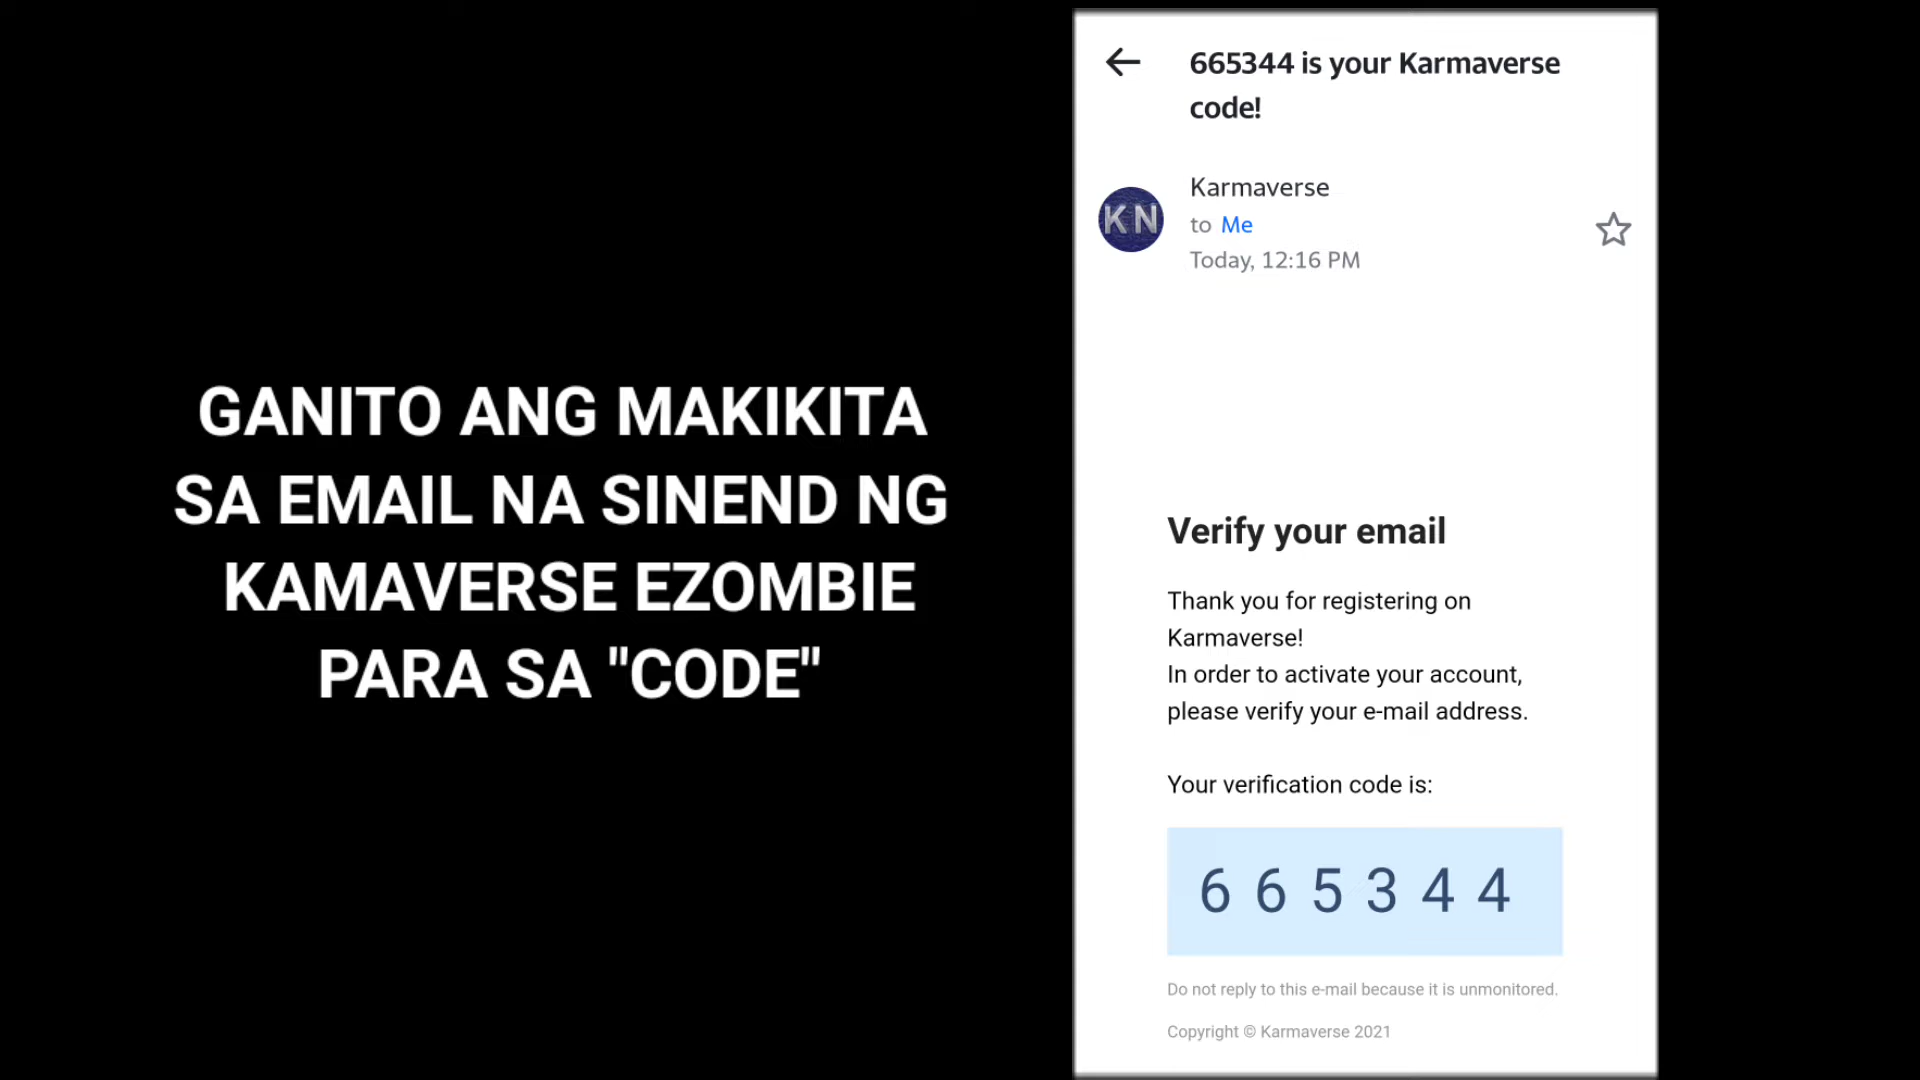 GANITO ANG MAKIKITA
SA EMAIL NA SINEND NG
KAMAVERSE EZOMBIE
PARA SA "CODE"
665344 is your Karmaverse
code!
KN
Karmaverse
to Me
Today, 12:16 PM
Verify your email
Thank you for registering on
Karmaverse!
In order to activate your account,
please verify your e-mail address.
Your verification code is:
6 6 5 3 4 4
Do not reply to this e-mail because it is unmonitored.
Copyright © Karmaverse 2021